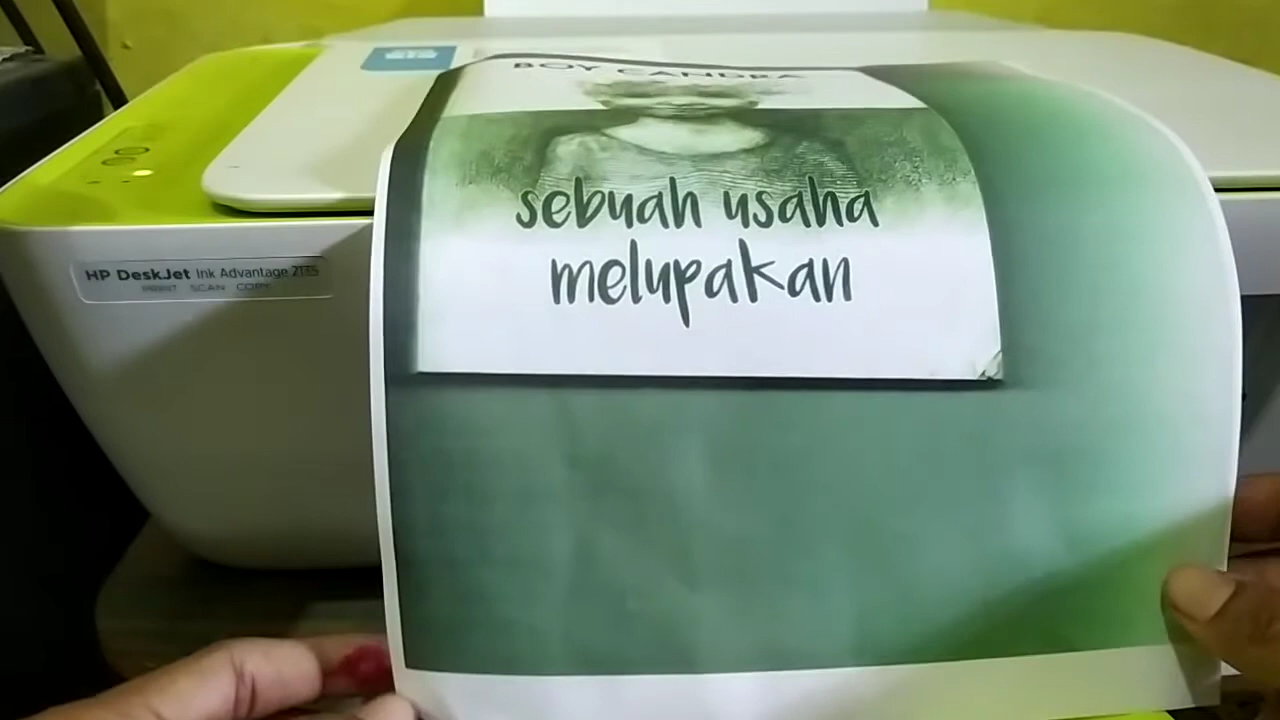 BOY CANDRA
sebuah usaha
melupakan
HP DeskJet Ink Advantage 2135
PRINT SCAN COPY